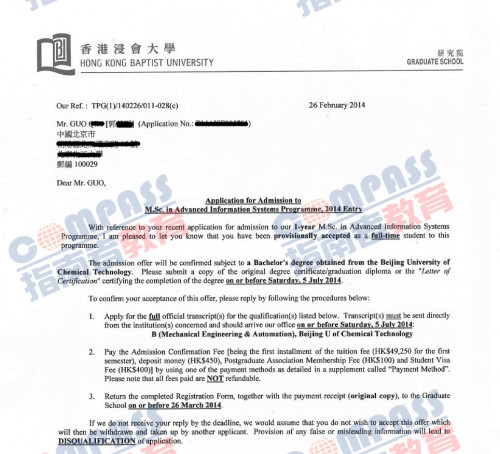 COMPASS
指南教育
香港浸會大學
HONG KONG BAPTIST UNIVERSITY
研究院
GRADUATE SCHOOL
Our Ref. : TPG(1)/140226/011-028(c)
26 February 2014
Mr. GUO [郭 (Application No.:
中國北京市
郵編 100029
Dear Mr. GUO,
Application for Admission to
M.Sc. in Advanced Information Systems Programme, 2014 Entry
With reference to your recent application for admission to our 1-year M.Sc. in Advanced Information Systems
Programme, I am pleased to let you know that you have been provisionally accepted as a full-time student to this
programme.
The admission offer will be confirmed subject to a Bachelor's degree obtained from the Beijing University of
Chemical Technology. Please submit a copy of the original degree certificate/graduation diploma or the "Letter of
Certification" certifying the completion of the degree on or before Saturday, 5 July 2014.
To confirm your acceptance of this offer, please reply by following the procedures below:
1. Apply for the full official transcript(s) for the qualification(s) listed below. Transcript(s) must be sent directly
from the institution(s) concerned and should arrive our office on or before Saturday, 5 July 2014:
B (Mechanical Engineering & Automation), Beijing U of Chemical Technology
2. Pay the Admission Confirmation Fee [being the first installment of the tuition fee (HK$49,250 for the first
semester), deposit money (HK$450), Postgraduate Association Membership Fee (HK$100) and Student Visa
Fee (HK$400)] by using one of the payment methods as detailed in a supplement called "Payment Method".
Please note that all fees paid are NOT refundable.
3. Return the completed Registration Form, together with the payment receipt (original copy), to the Graduate
School on or before 26 March 2014.
If we do not receive your reply by the deadline, we would assume that you do not wish to accept this offer which
will then be withdrawn and taken up by another applicant. Provision of any false or misleading information will lead to
DISQUALIFICATION of application.